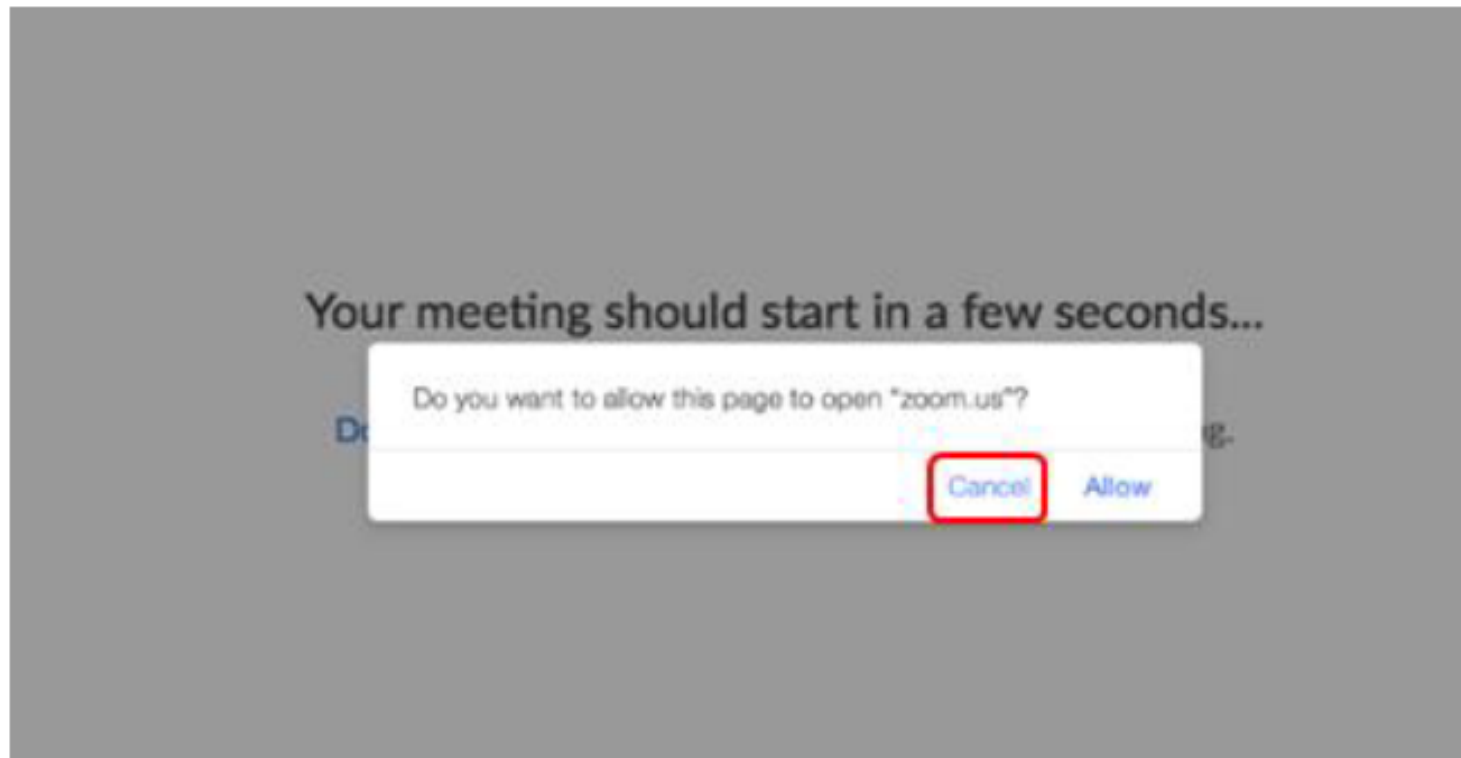 Your meeting should start in a few seconds...
Do you want to allow this page to open "zoom.us"?
Cancel Allow